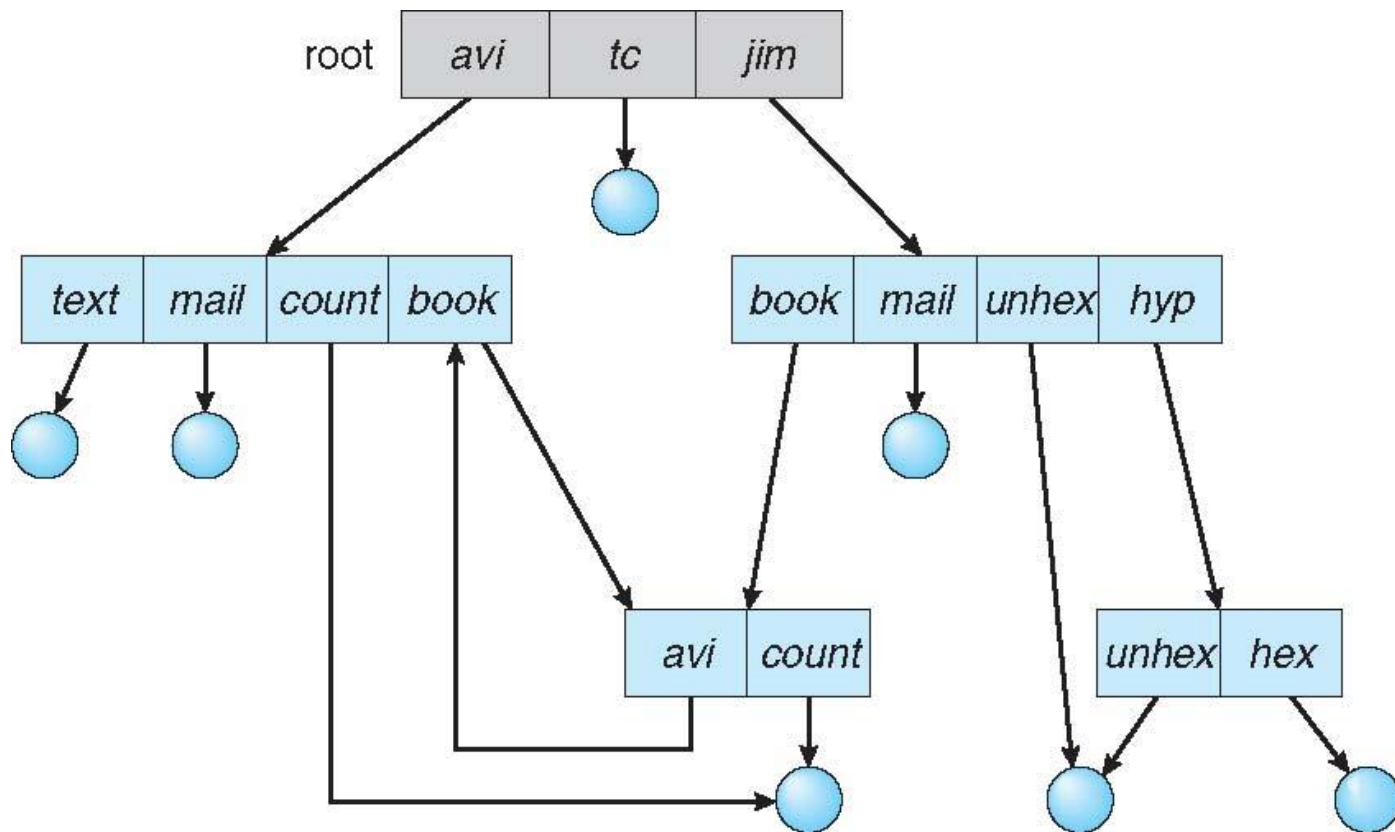 root avi tc jim
text mail count book book mail unhex hyp
avi count unhex hex